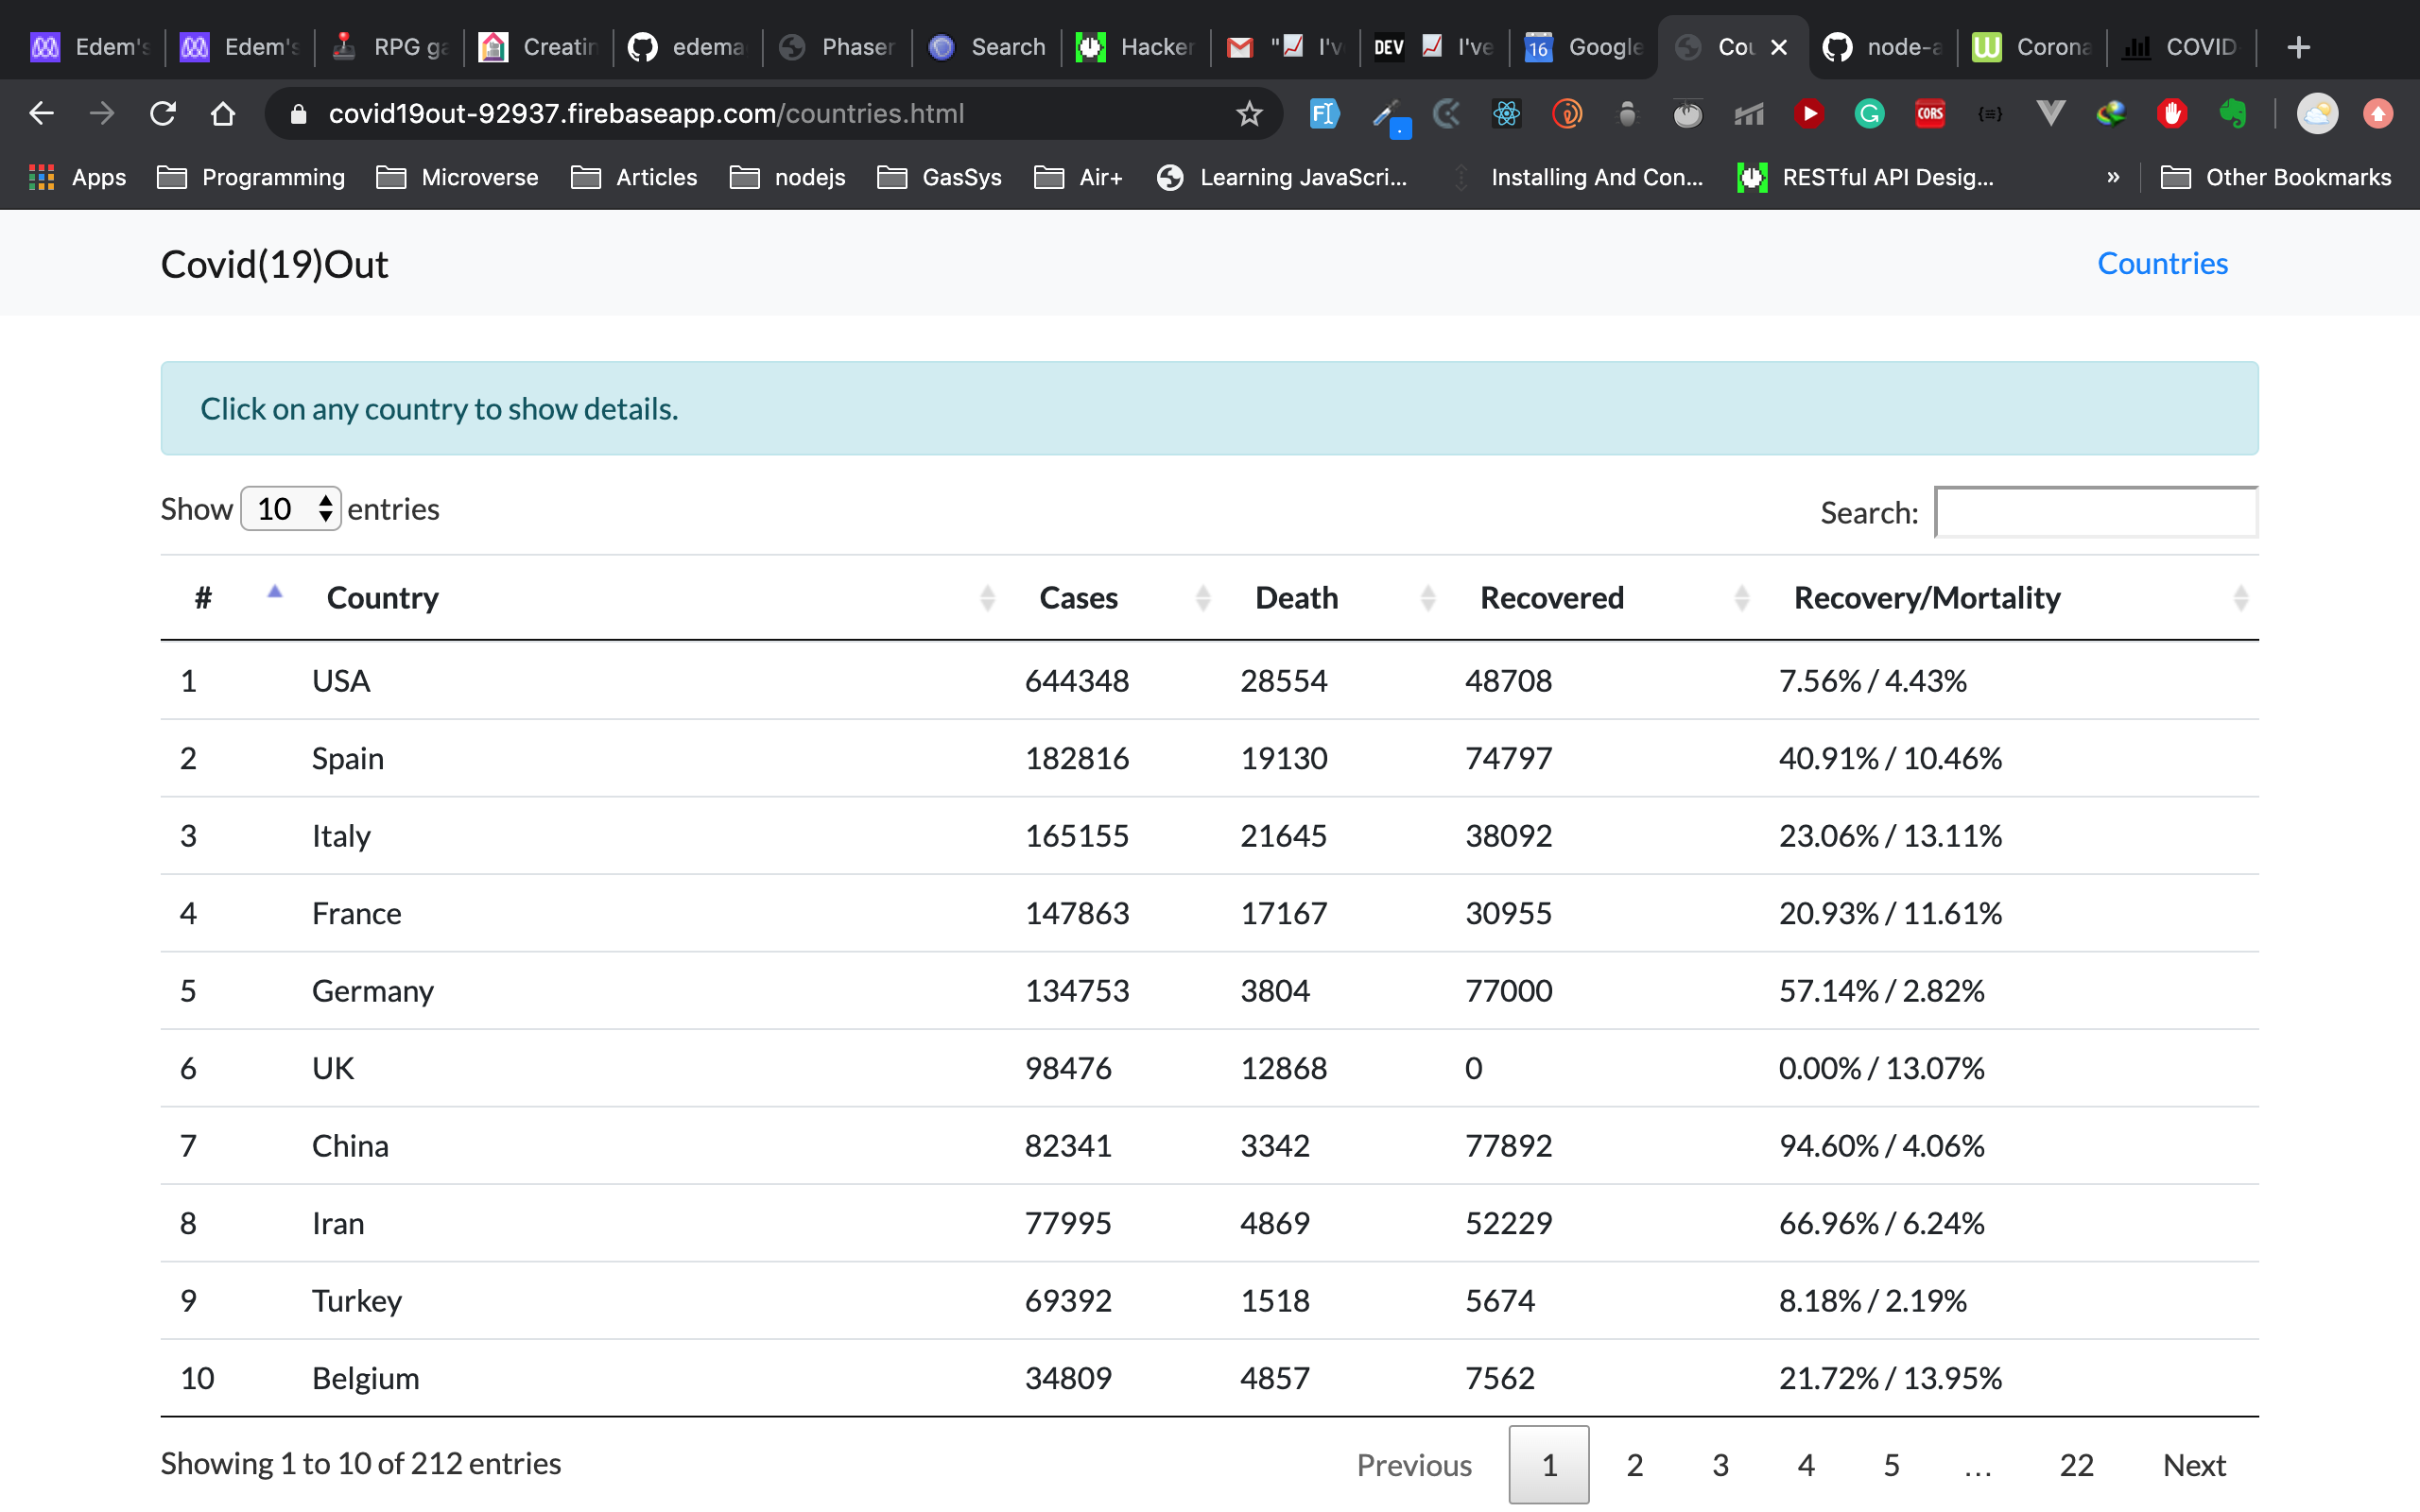 Edem's Edem's RPG ga Creatin edema Phaser Search Hacker "📈 I'v DEV 📈 I've 16 Google Cou node-a Corona COVID
covid19out-92937.firebaseapp.com/countries.html
Apps Programming Microverse Articles nodejs GasSys Air+ Learning JavaScri... Installing And Con... RESTful API Desig... » Other Bookmarks
Covid(19)Out Countries
Click on any country to show details.
Show 10 entries Search:
# Country Cases Death Recovered Recovery/Mortality
1 USA 644348 28554 48708 7.56% / 4.43%
2 Spain 182816 19130 74797 40.91% / 10.46%
3 Italy 165155 21645 38092 23.06% / 13.11%
4 France 147863 17167 30955 20.93% / 11.61%
5 Germany 134753 3804 77000 57.14% / 2.82%
6 UK 98476 12868 0 0.00% / 13.07%
7 China 82341 3342 77892 94.60% / 4.06%
8 Iran 77995 4869 52229 66.96% / 6.24%
9 Turkey 69392 1518 5674 8.18% / 2.19%
10 Belgium 34809 4857 7562 21.72% / 13.95%
Showing 1 to 10 of 212 entries Previous 1 2 3 4 5 ... 22 Next